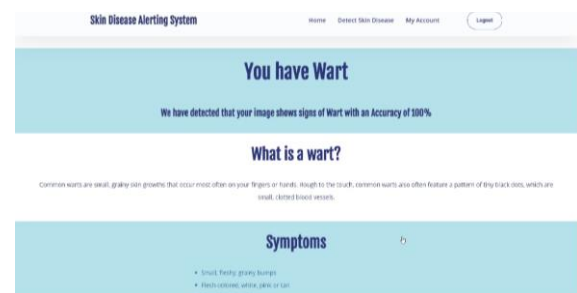 Skin Disease Alerting System
Home Detect Skin Disease My Account Logout
You have Wart
We have detected that your image shows signs of Wart with an Accuracy of 100%
What is a wart?
Common warts are small, grainy skin growths that occur most often on your fingers or hands. Rough to the touch, common warts also often feature a pattern of tiny black dots, which are
small, clotted blood vessels.
Symptoms
Small, fleshy, grainy bumps
Flesh-colored, white, pink or tan